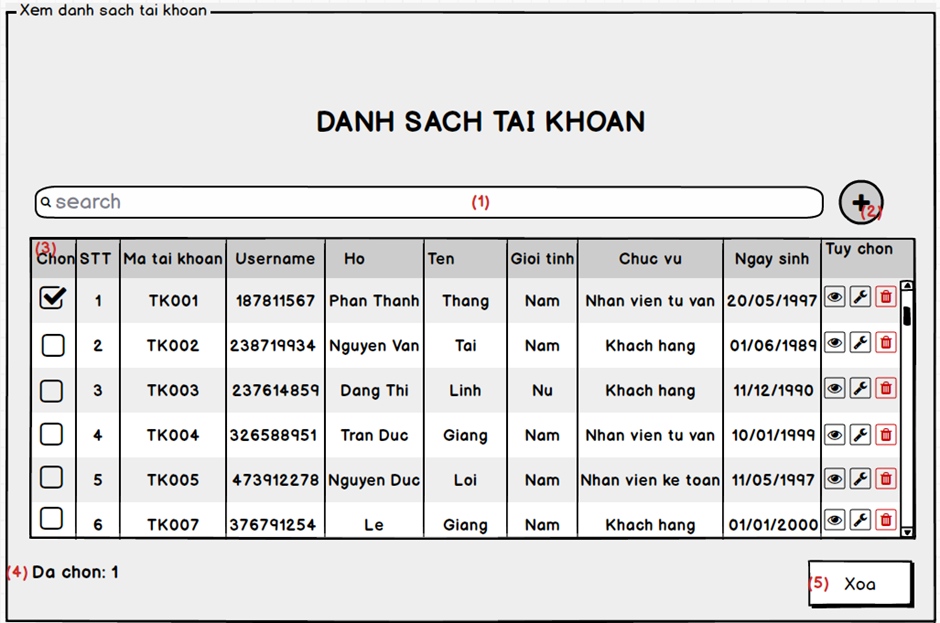 Xem danh sach tai khoan
DANH SACH TAI KHOAN
search (1) (2)
(3)
Chon STT Ma tai khoan Username Ho Ten Gioi tinh Chuc vu Ngay sinh Tuy chon
1 TK001 187811567 Phan Thanh Thang Nam Nhan vien tu van 20/05/1997
2 TK002 238719934 Nguyen Van Tai Nam Khach hang 01/06/1989
3 TK003 237614859 Dang Thi Linh Nu Khach hang 11/12/1990
4 TK004 326588951 Tran Duc Giang Nam Nhan vien tu van 10/01/1999
5 TK005 473912278 Nguyen Duc Loi Nam Nhan vien ke toan 11/05/1997
6 TK007 376791254 Le Giang Nam Khach hang 01/01/2000
(4) Da chon: 1
(5) Xoa